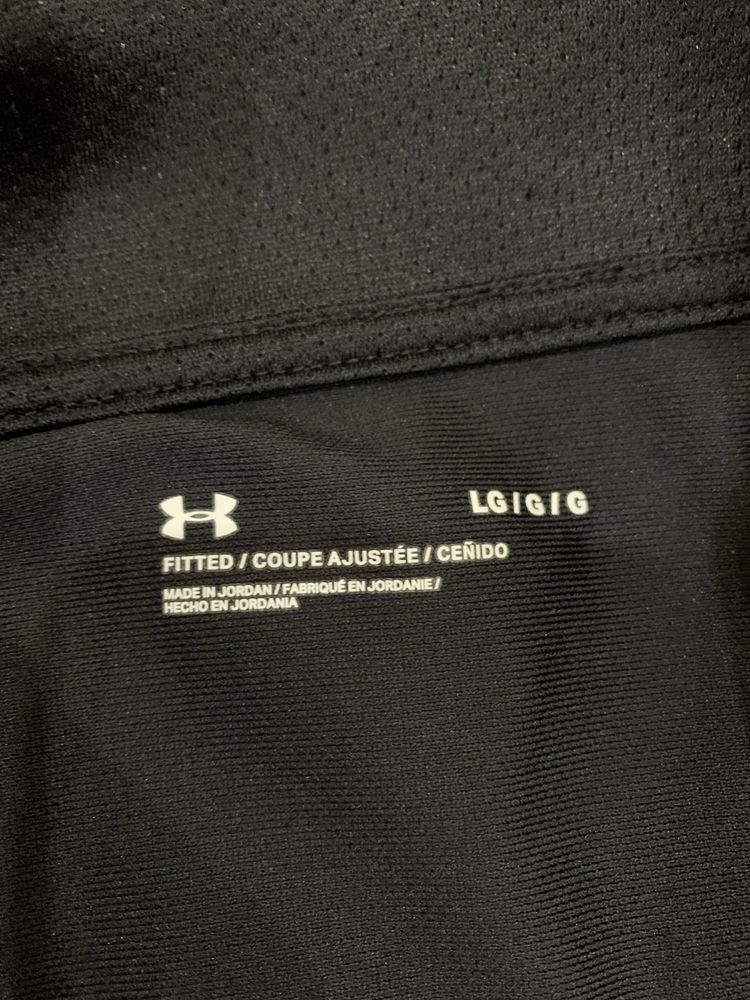 LG / G / G
FITTED / COUPE AJUSTÉE / CEÑIDO
MADE IN JORDAN / FABRIQUÉ EN JORDANIE /
HECHO EN JORDANIA